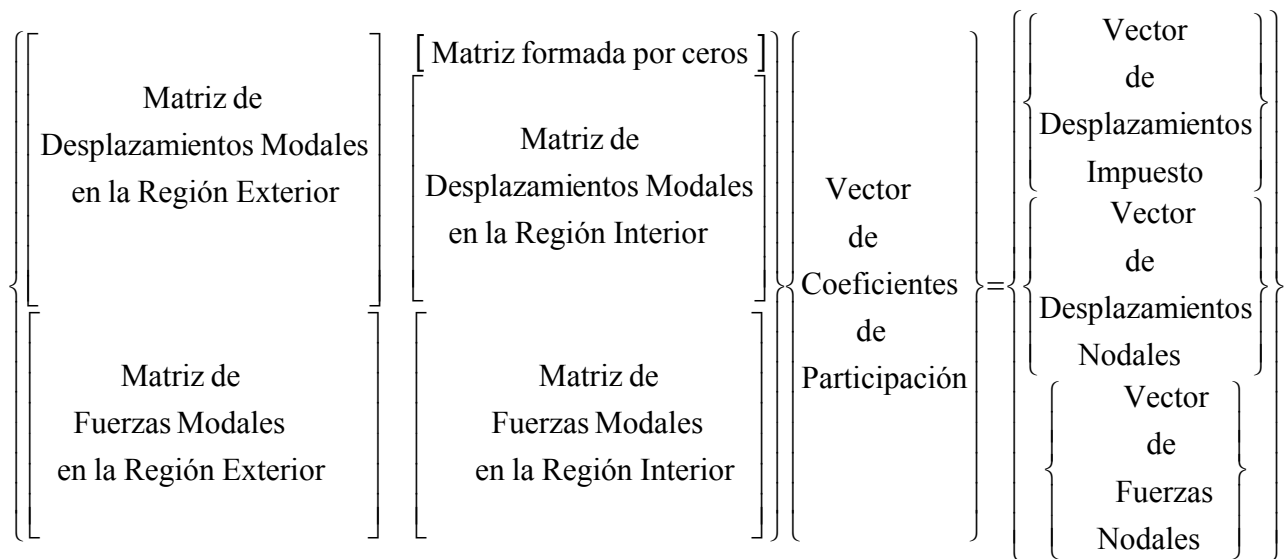 Matriz de
Desplazamientos Modales
en la Región Exterior
[ Matriz formada por ceros ]
Matriz de
Desplazamientos Modales
en la Región Interior
Matriz de
Fuerzas Modales
en la Región Exterior
Matriz de
Fuerzas Modales
en la Región Interior
Vector
de
Coeficientes
de
Participación
=
Vector
de
Desplazamientos
Impuesto
Vector
de
Desplazamientos
Nodales
Vector
de
Fuerzas
Nodales